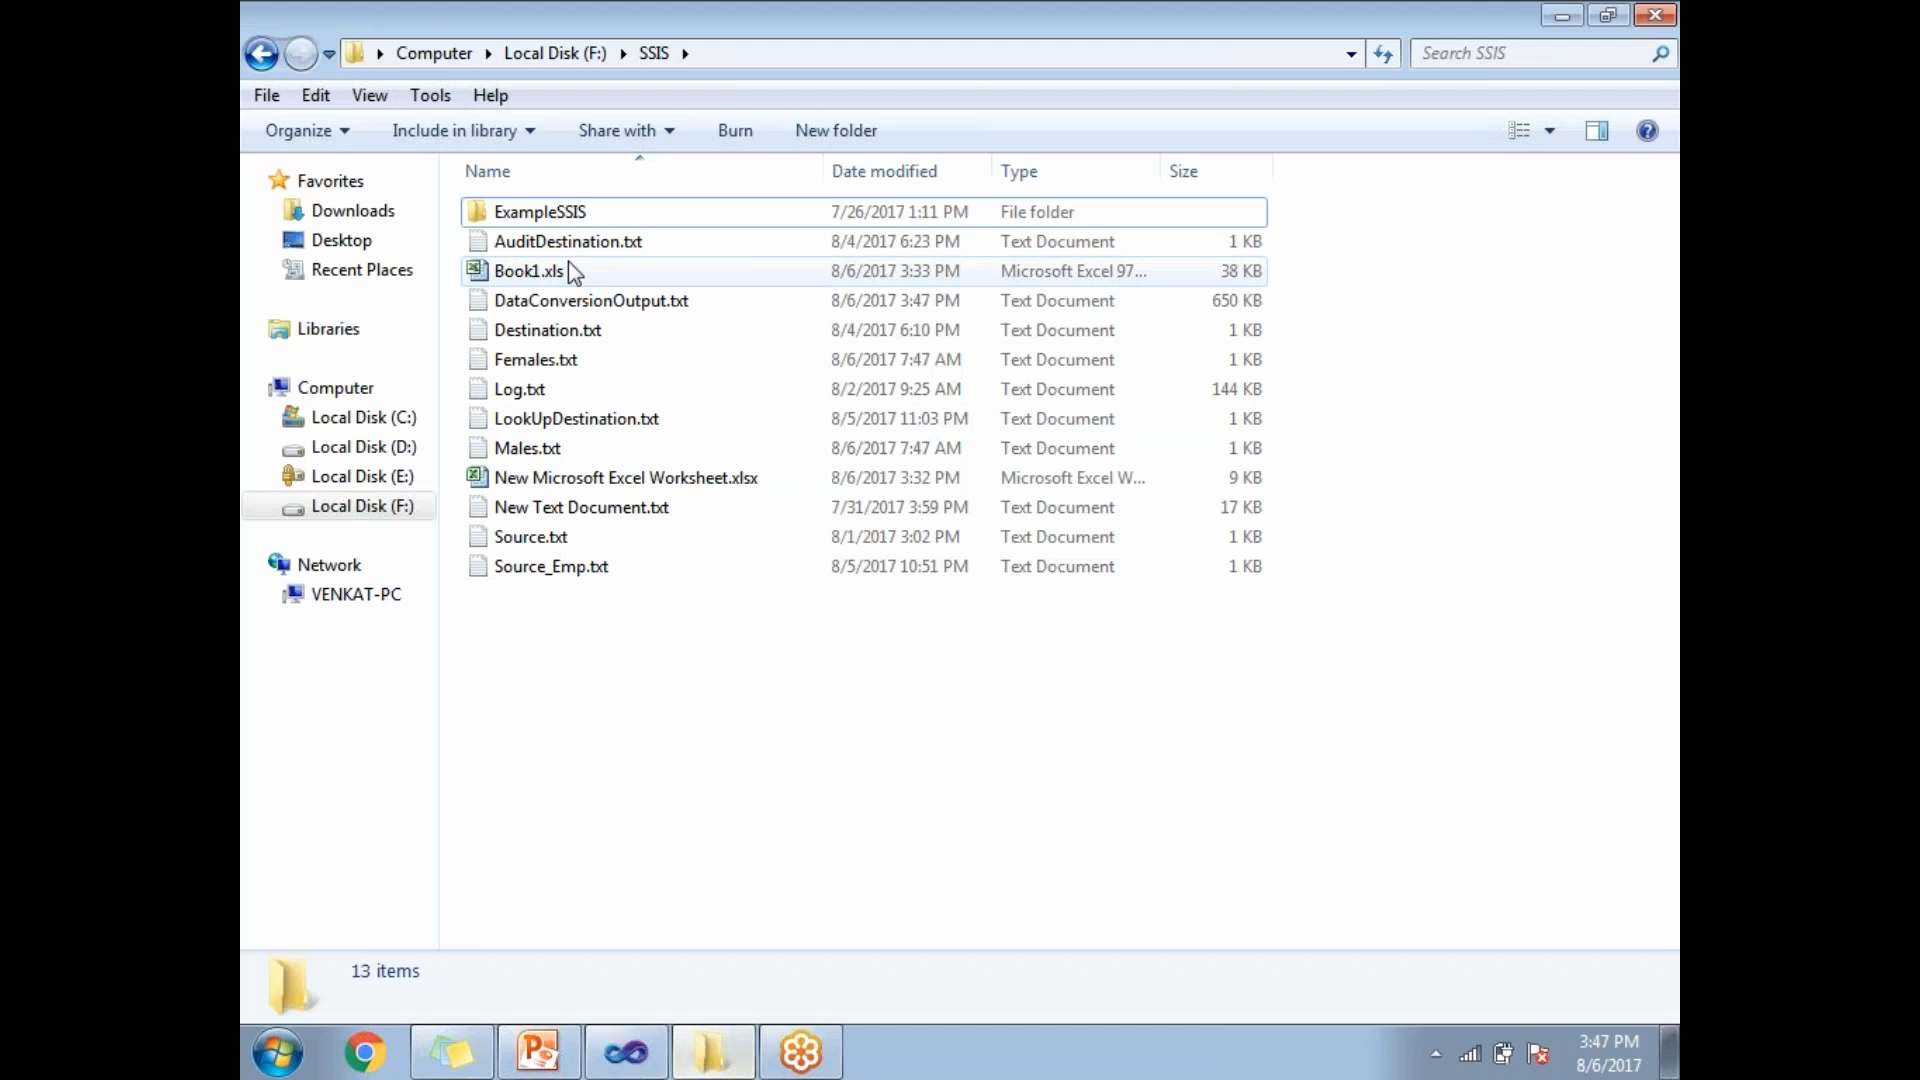 Computer Local Disk (F:) SSIS
Search SSIS
File Edit View Tools Help
Organize Include in library Share with Burn New folder
Name Date modified Type Size
Favorites
Downloads
Desktop
Recent Places
Libraries
Computer
Local Disk (C:)
Local Disk (D:)
Local Disk (E:)
Local Disk (F:)
Network
VENKAT-PC
ExampleSSIS 7/26/2017 1:11 PM File folder
AuditDestination.txt 8/4/2017 6:23 PM Text Document 1 KB
Book1.xls 8/6/2017 3:33 PM Microsoft Excel 97... 38 KB
DataConversionOutput.txt 8/6/2017 3:47 PM Text Document 650 KB
Destination.txt 8/4/2017 6:10 PM Text Document 1 KB
Females.txt 8/6/2017 7:47 AM Text Document 1 KB
Log.txt 8/2/2017 9:25 AM Text Document 144 KB
LookUpDestination.txt 8/5/2017 11:03 PM Text Document 1 KB
Males.txt 8/6/2017 7:47 AM Text Document 1 KB
New Microsoft Excel Worksheet.xlsx 8/6/2017 3:32 PM Microsoft Excel W... 9 KB
New Text Document.txt 7/31/2017 3:59 PM Text Document 17 KB
Source.txt 8/1/2017 3:02 PM Text Document 1 KB
Source_Emp.txt 8/5/2017 10:51 PM Text Document 1 KB
13 items
3:47 PM
8/6/2017